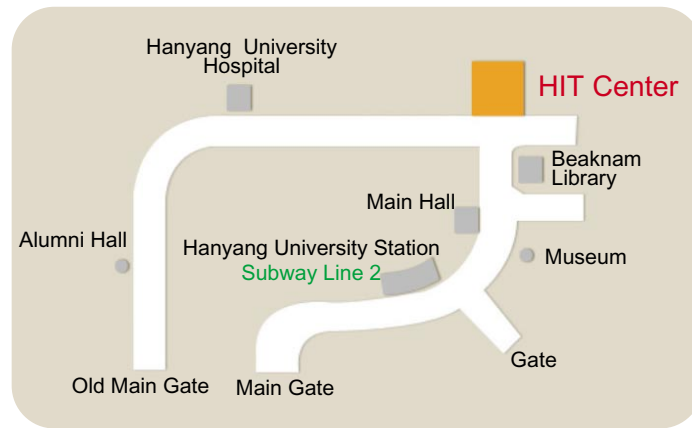 Hanyang University
Hospital
HIT Center
Beaknam
Library
Main Hall
Alumni Hall
Hanyang University Station
Subway Line 2
Museum
Gate
Old Main Gate
Main Gate